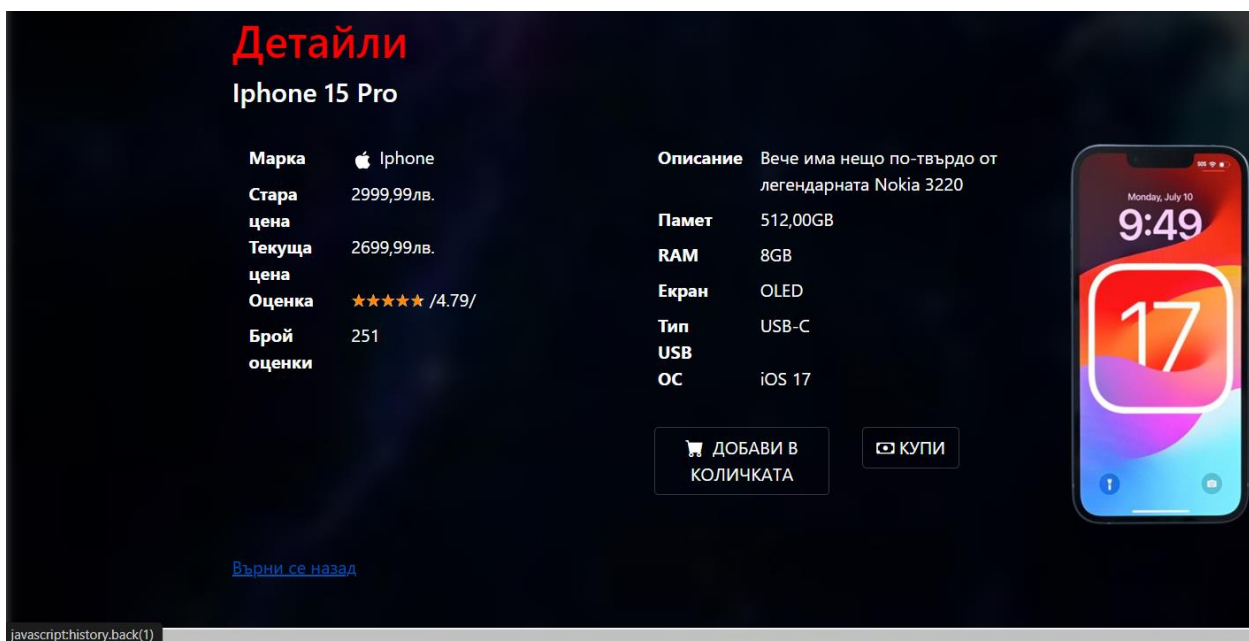 Детайли
Iphone 15 Pro
Марка Iphone
Стара цена 2999,99лв.
Текуща цена 2699,99лв.
Оценка ★★★★★ /4.79/
Брой оценки 251
Описание Вече има нещо по-твърдо от
легендарната Nokia 3220
Памет 512,00GB
RAM 8GB
Екран OLED
Тип USB USB-C
ОС iOS 17
ДОБАВИ В
КОЛИЧКАТА
КУПИ
SOS
Monday, July 10
9:49
17
Върни се назад
javascript:history.back(1)